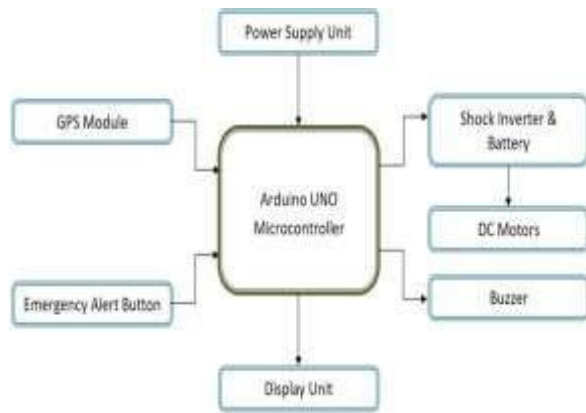 Power Supply Unit
GPS Module
Shock Inverter &
Battery
Arduino UNO
Microcontroller
DC Motors
Emergency Alert Button
Buzzer
Display Unit